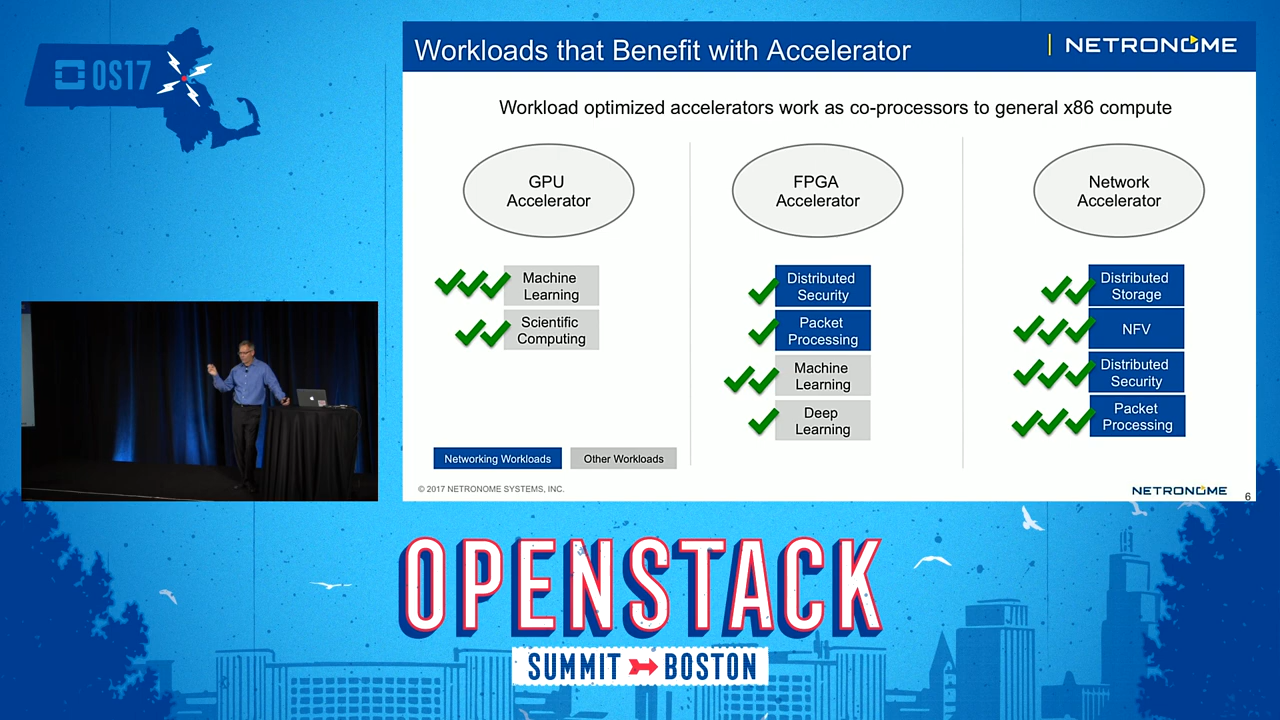 OS17
Workloads that Benefit with Accelerator
NETRONOME
Workload optimized accelerators work as co-processors to general x86 compute
GPU
Accelerator
Machine
Learning
Scientific
Computing
FPGA
Accelerator
Distributed
Security
Packet
Processing
Machine
Learning
Deep
Learning
Network
Accelerator
Distributed
Storage
NFV
Distributed
Security
Packet
Processing
Networking Workloads
Other Workloads
© 2017 NETRONOME SYSTEMS, INC.
NETRONOME
6
OPENSTACK
SUMMIT BOSTON